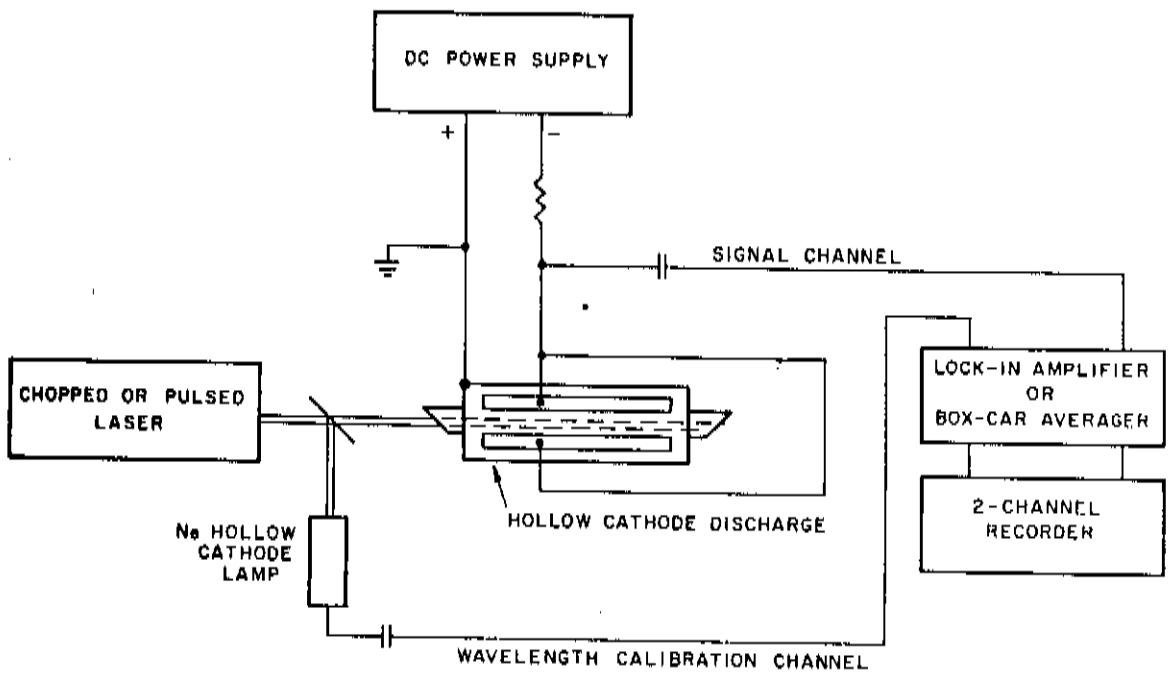 DC POWER SUPPLY
+
−
SIGNAL CHANNEL
CHOPPED OR PULSED
LASER
LOCK-IN AMPLIFIER
OR
BOX-CAR AVERAGER
2-CHANNEL
RECORDER
HOLLOW CATHODE DISCHARGE
Ne HOLLOW
CATHODE
LAMP
WAVELENGTH CALIBRATION CHANNEL